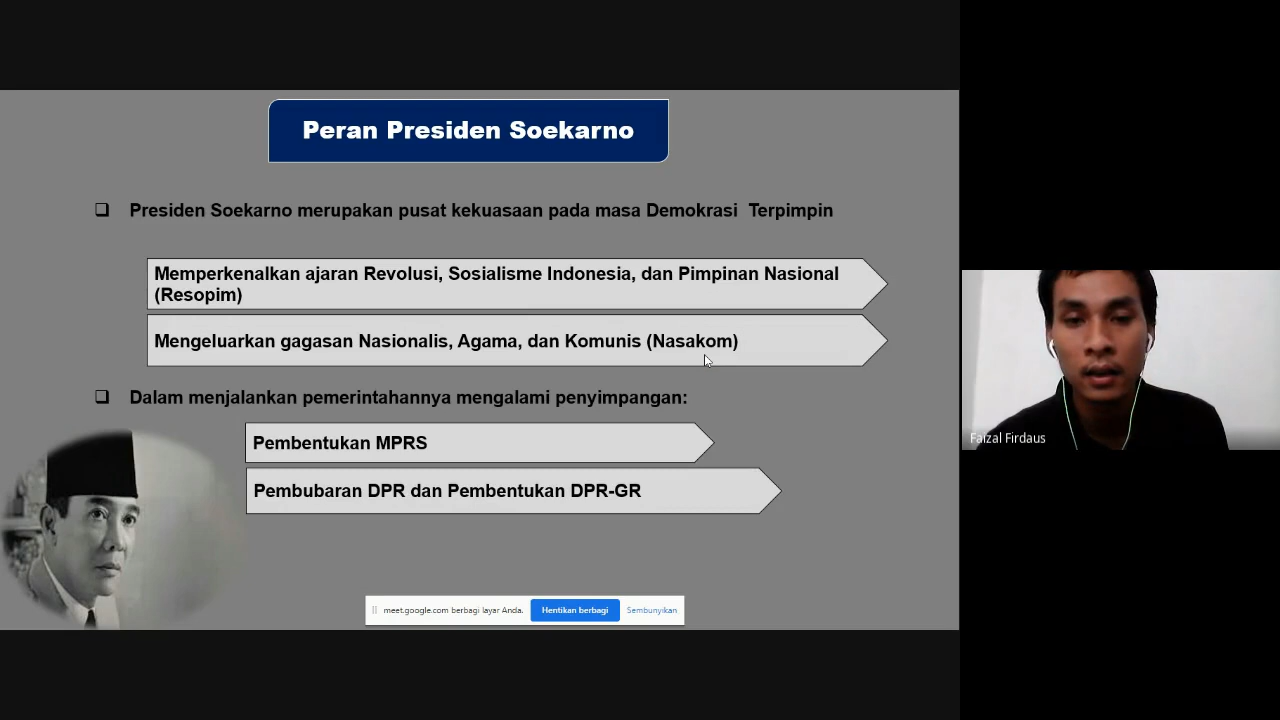 Peran Presiden Soekarno
❑ Presiden Soekarno merupakan pusat kekuasaan pada masa Demokrasi Terpimpin
Memperkenalkan ajaran Revolusi, Sosialisme Indonesia, dan Pimpinan Nasional
(Resopim)
Mengeluarkan gagasan Nasionalis, Agama, dan Komunis (Nasakom)
❑ Dalam menjalankan pemerintahannya mengalami penyimpangan:
Pembentukan MPRS
Pembubaran DPR dan Pembentukan DPR-GR
meet.google.com berbagi layar Anda. Hentikan berbagi Sembunyikan
Faizal Firdaus